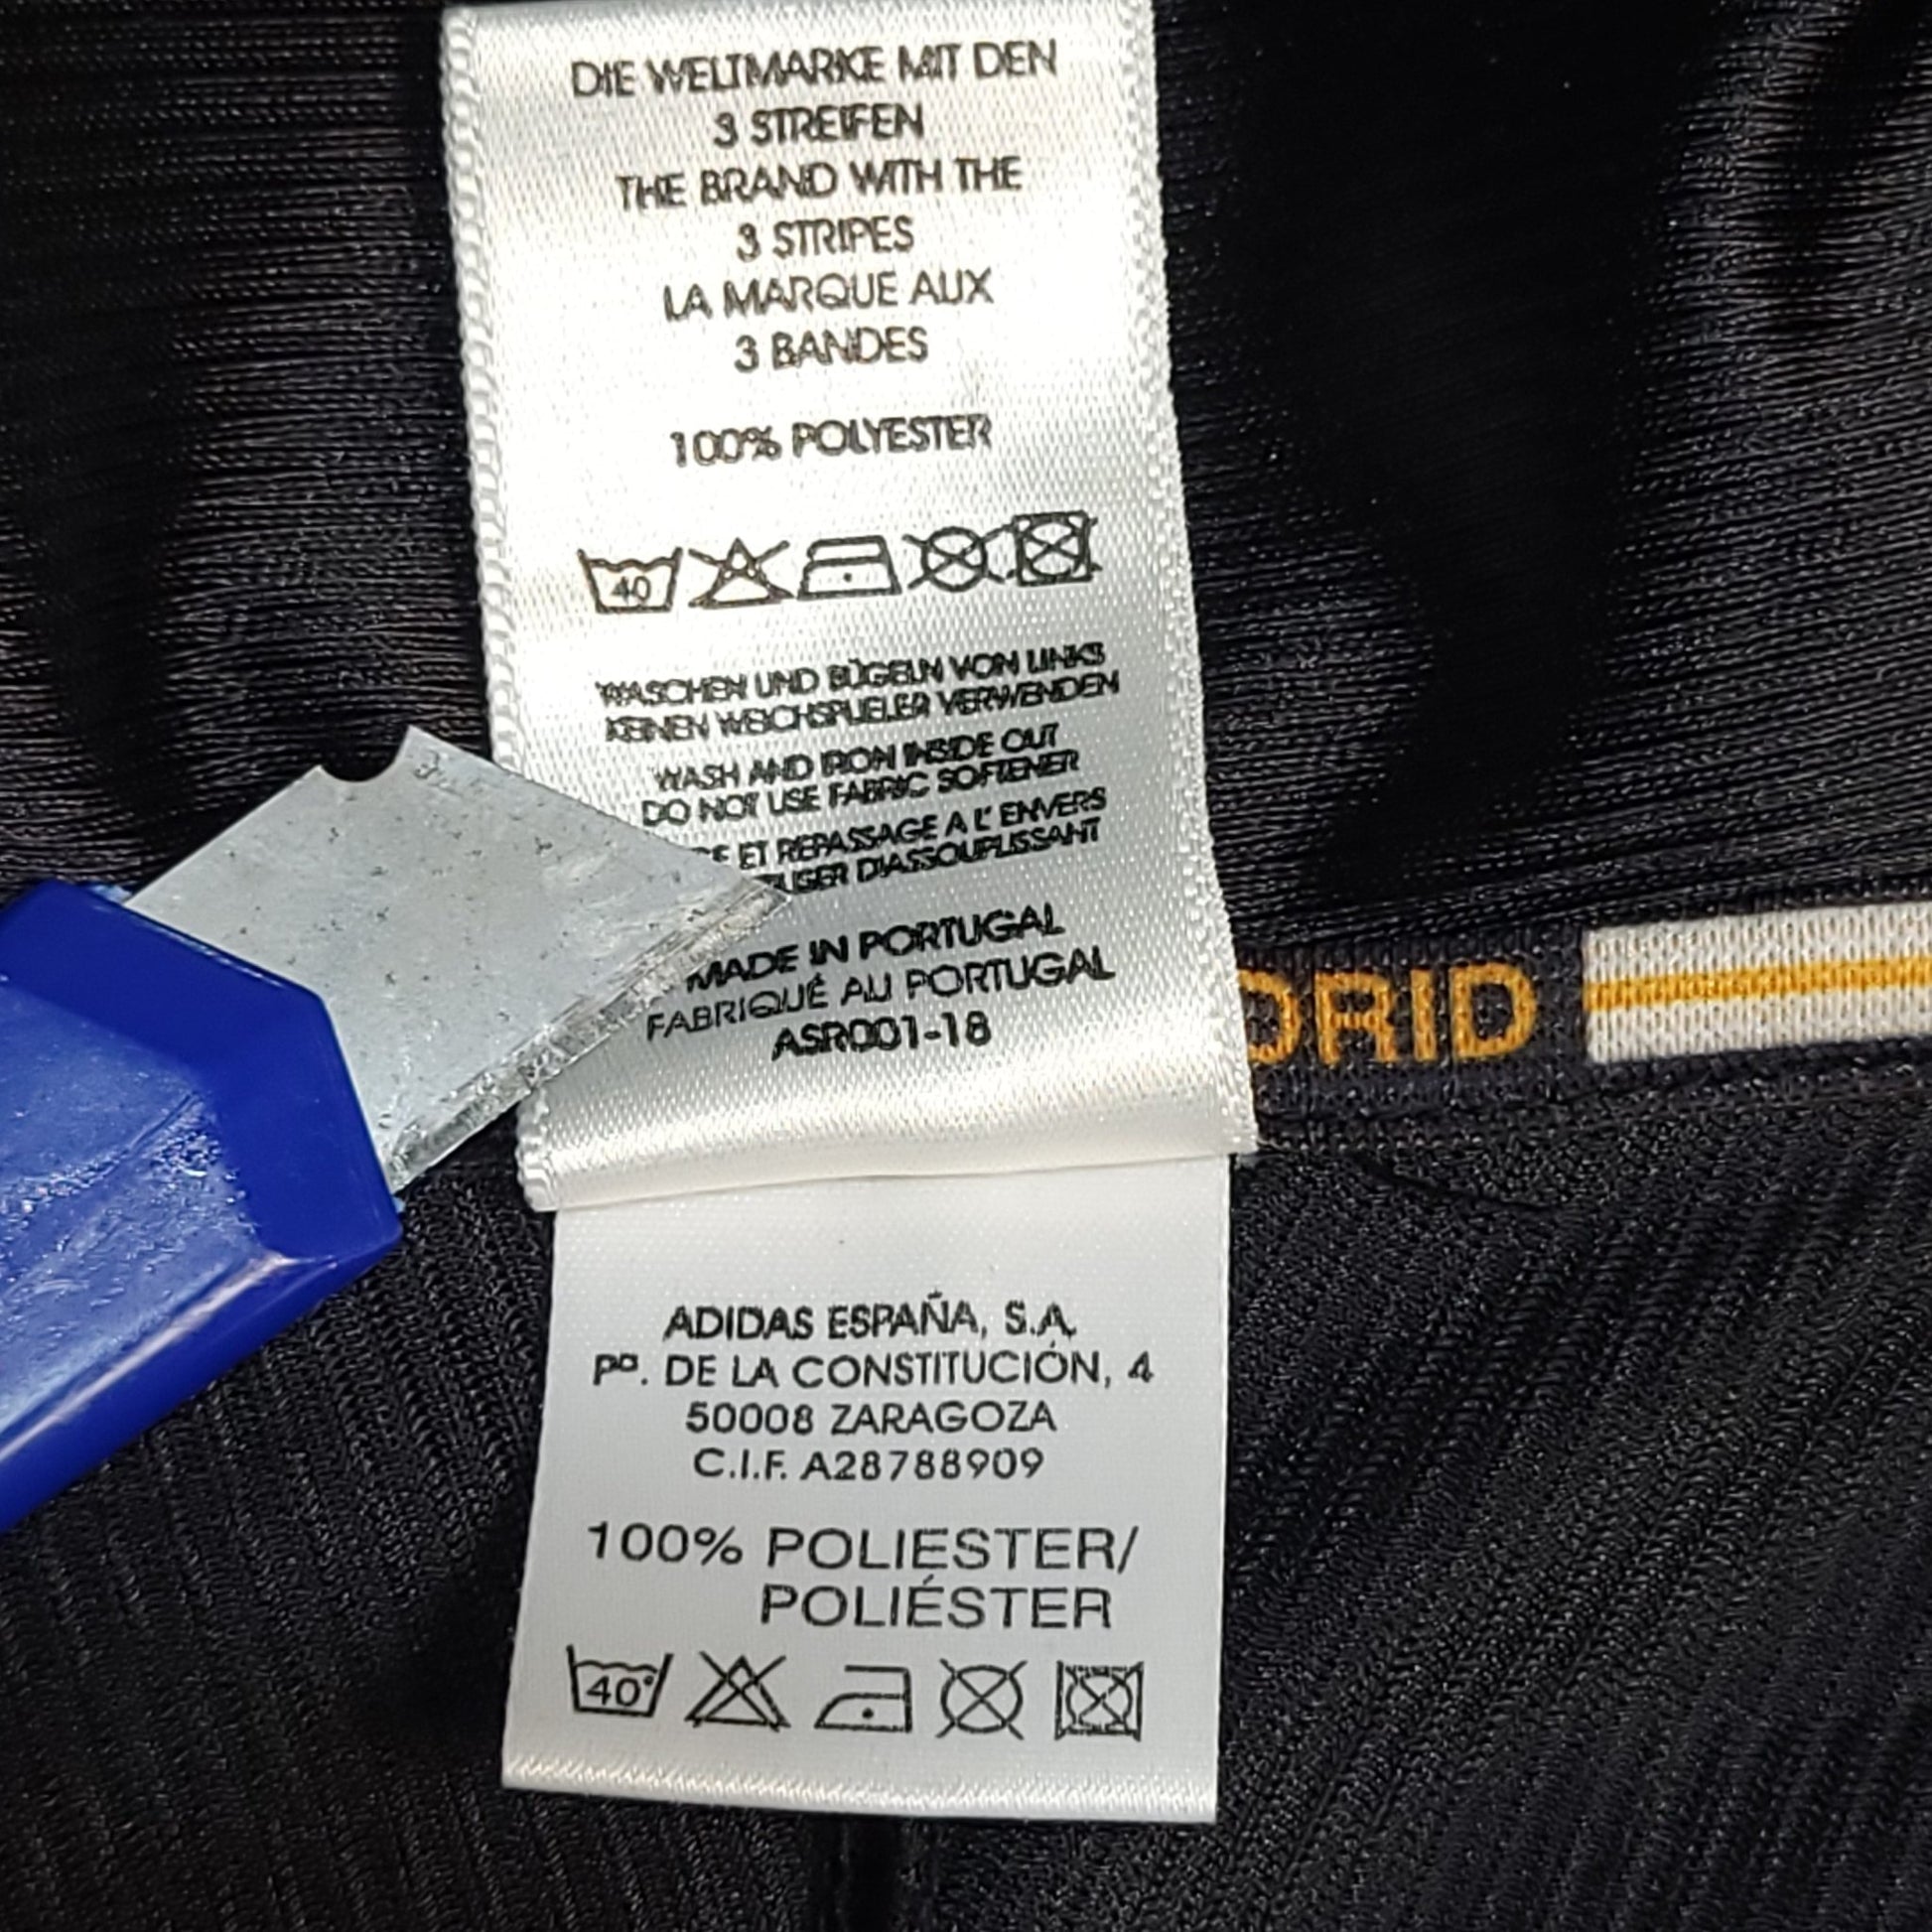 DIE WELTMARKE MIT DEN
3 STREIFEN
THE BRAND WITH THE
3 STRIPES
LA MARQUE AUX
3 BANDES
100% POLYESTER
40
WASCHEN UND BÜGELN VON LINKS
KEINEN WEICHSPUELER VERWENDEN
WASH AND IRON INSIDE OUT
DO NOT USE FABRIC SOFTENER
ET REPASSAGE A L' ENVERS
D'ASSOUPLISSANT
MADE IN PORTUGAL
FABRIQUÉ AU PORTUGAL
ASR001-18
DRID
ADIDAS ESPAÑA, S.A.
Pº. DE LA CONSTITUCIÓN, 4
50008 ZARAGOZA
C.I.F. A28788909
100% POLIESTER/
POLIÉSTER
40°